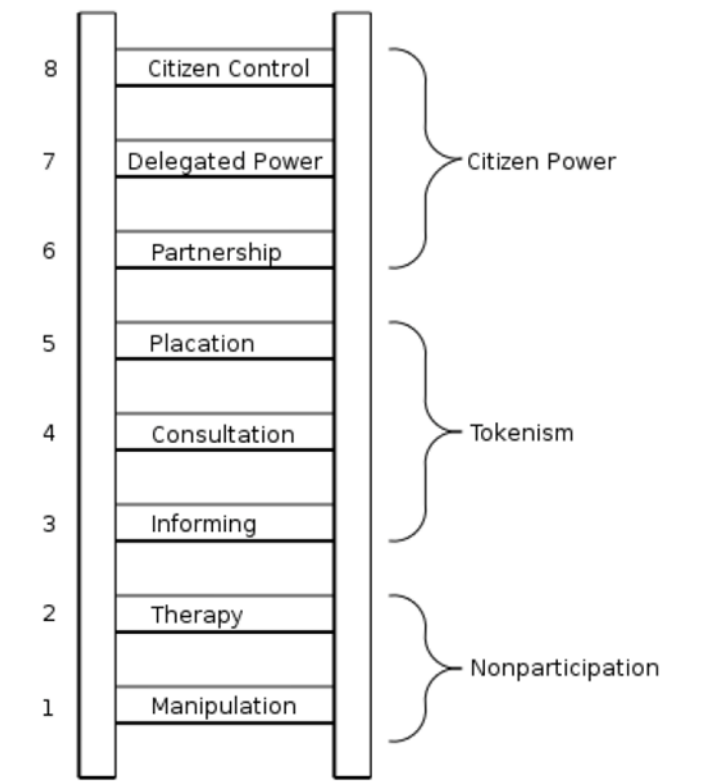 8 Citizen Control
7 Delegated Power
Citizen Power
6 Partnership
5 Placation
4 Consultation
Tokenism
3 Informing
2 Therapy
Nonparticipation
1 Manipulation